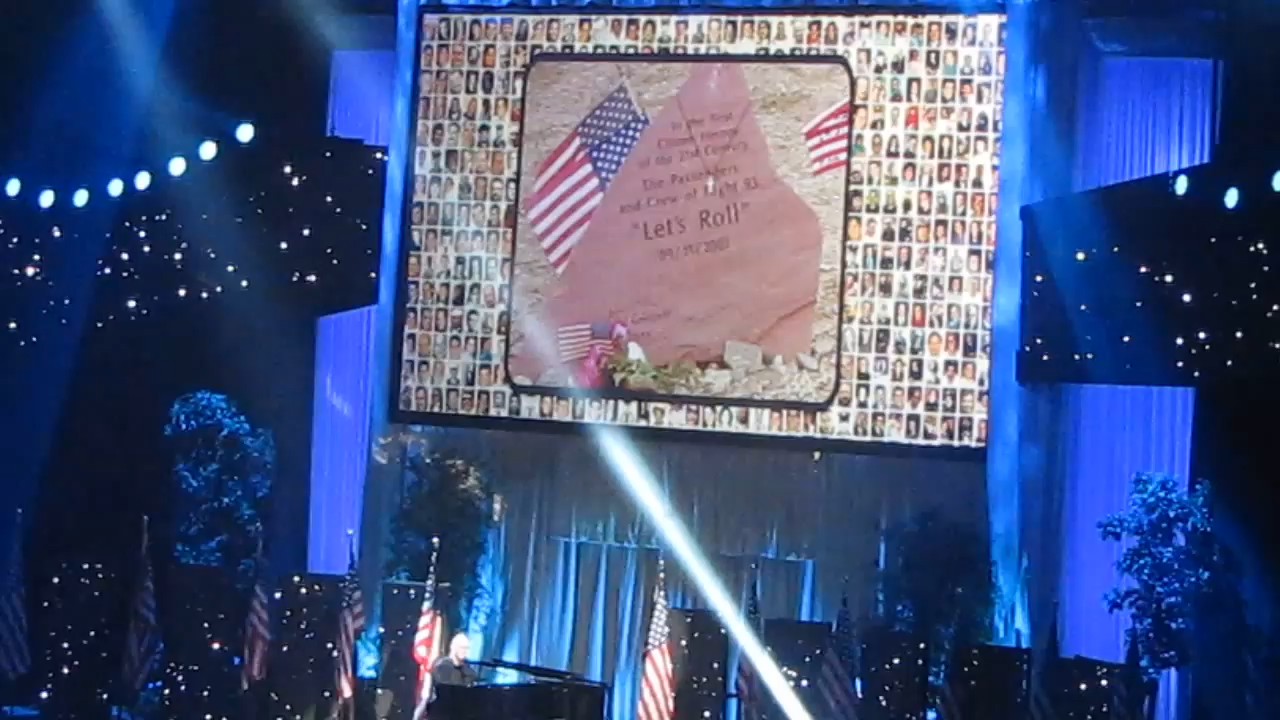 In the first
Citizen Heroes
of the 21st Century
The Passengers
and Crew of Flight 93
"Let's Roll"
09/11/2001